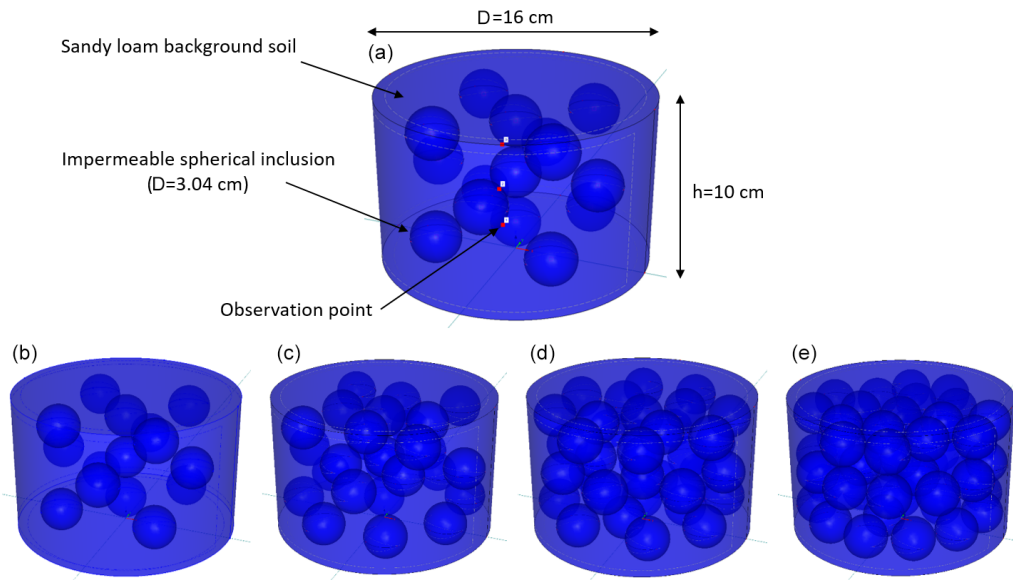 D=16 cm
(a)
Sandy loam background soil
Impermeable spherical inclusion
(D=3.04 cm)
h=10 cm
Observation point
(b)
(c)
(d)
(e)